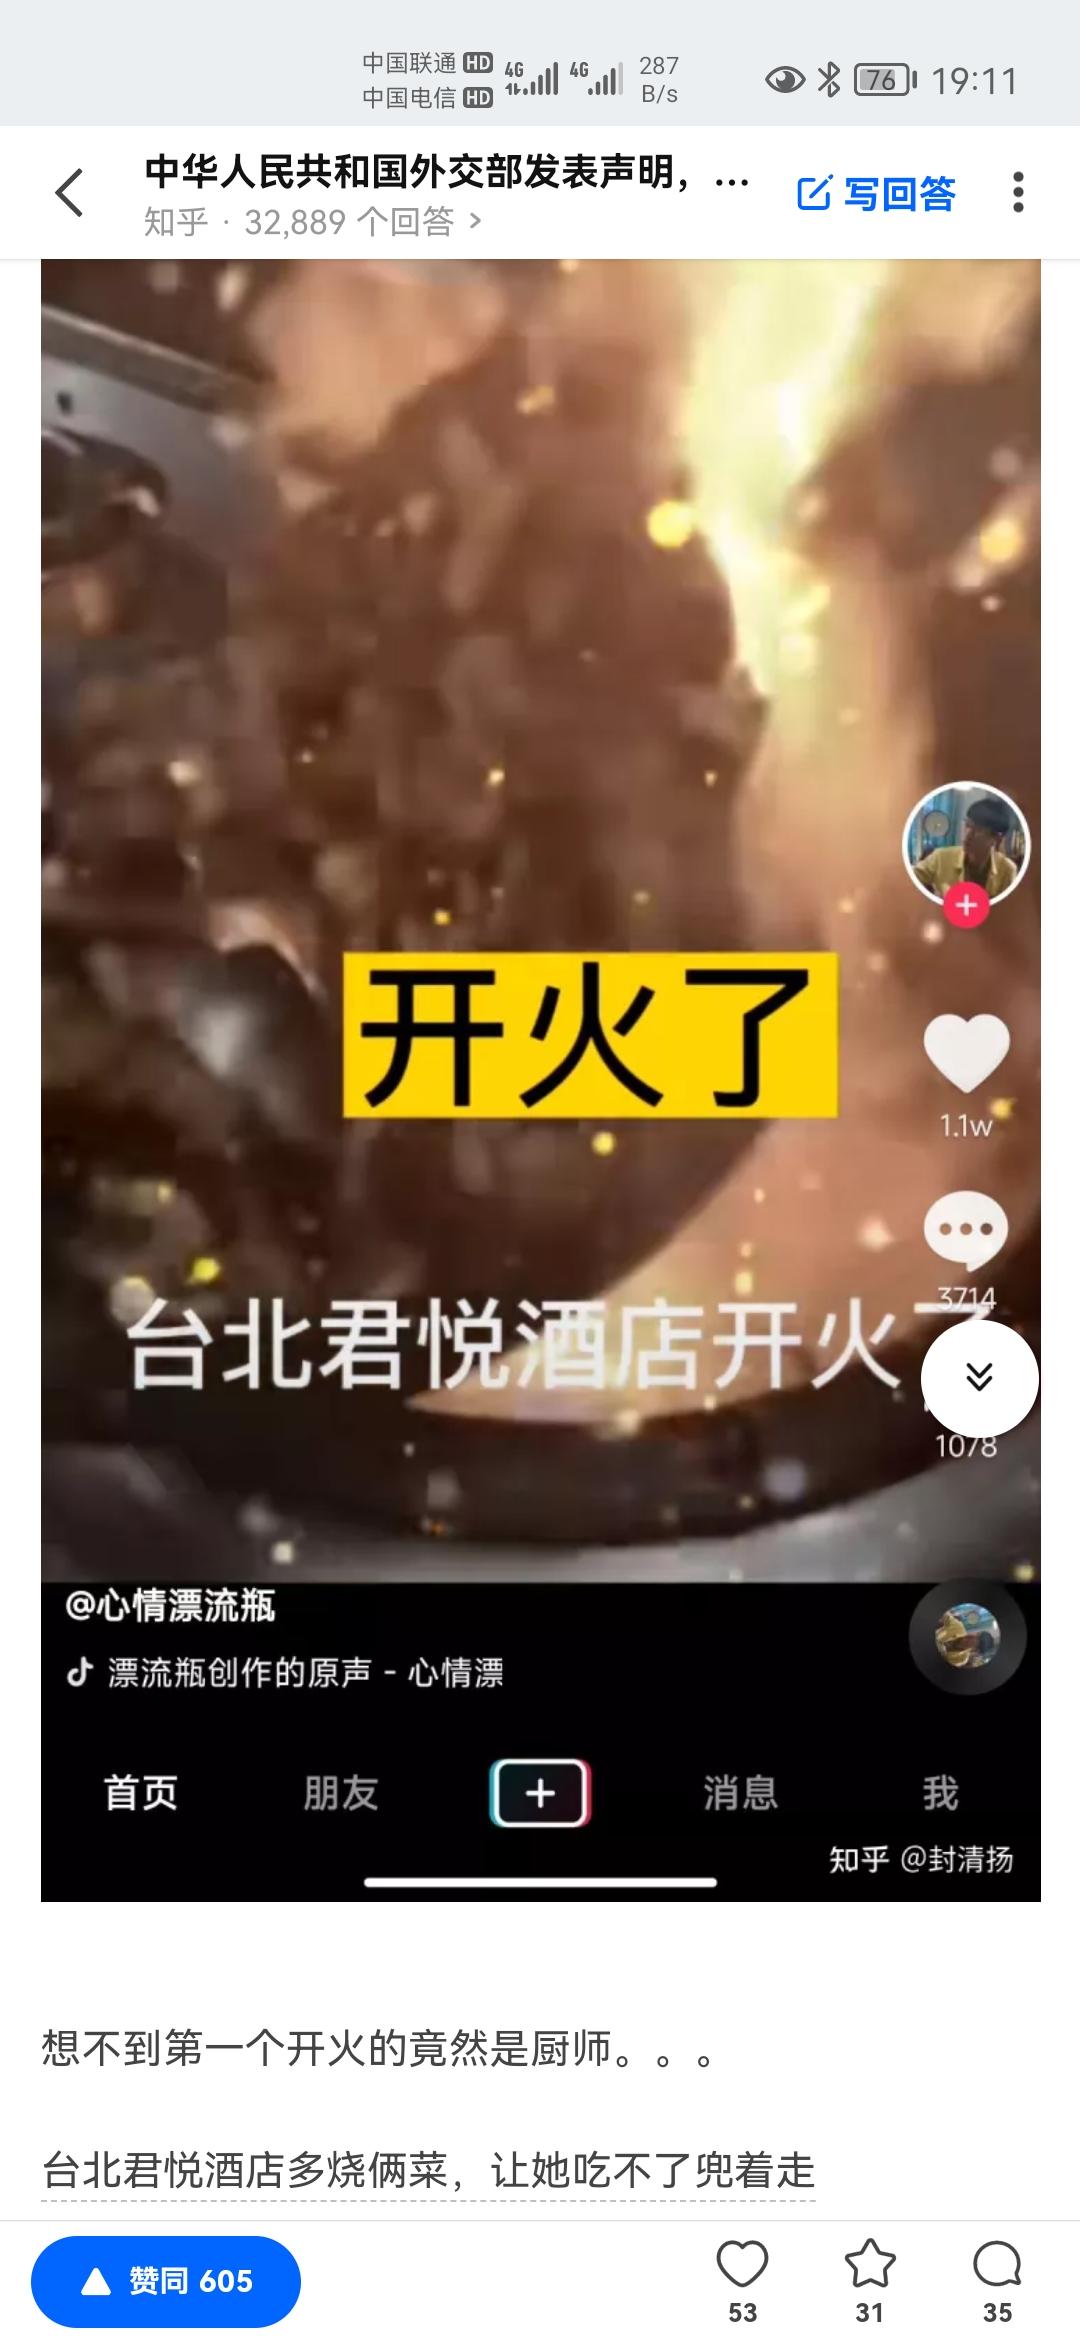 中国联通 HD 4G 4G 287
中国电信 HD B/s 76 19:11
中华人民共和国外交部发表声明，...
知乎 · 32,889 个回答 >
写回答
开火了
1.1w
3714
台北君悦酒店开火
1078
@心情漂流瓶
漂流瓶创作的原声 - 心情漂
首页 朋友 消息 我
知乎 @封清扬
想不到第一个开火的竟然是厨师。。。
台北君悦酒店多烧俩菜，让她吃不了兜着走
赞同 605 53 31 35